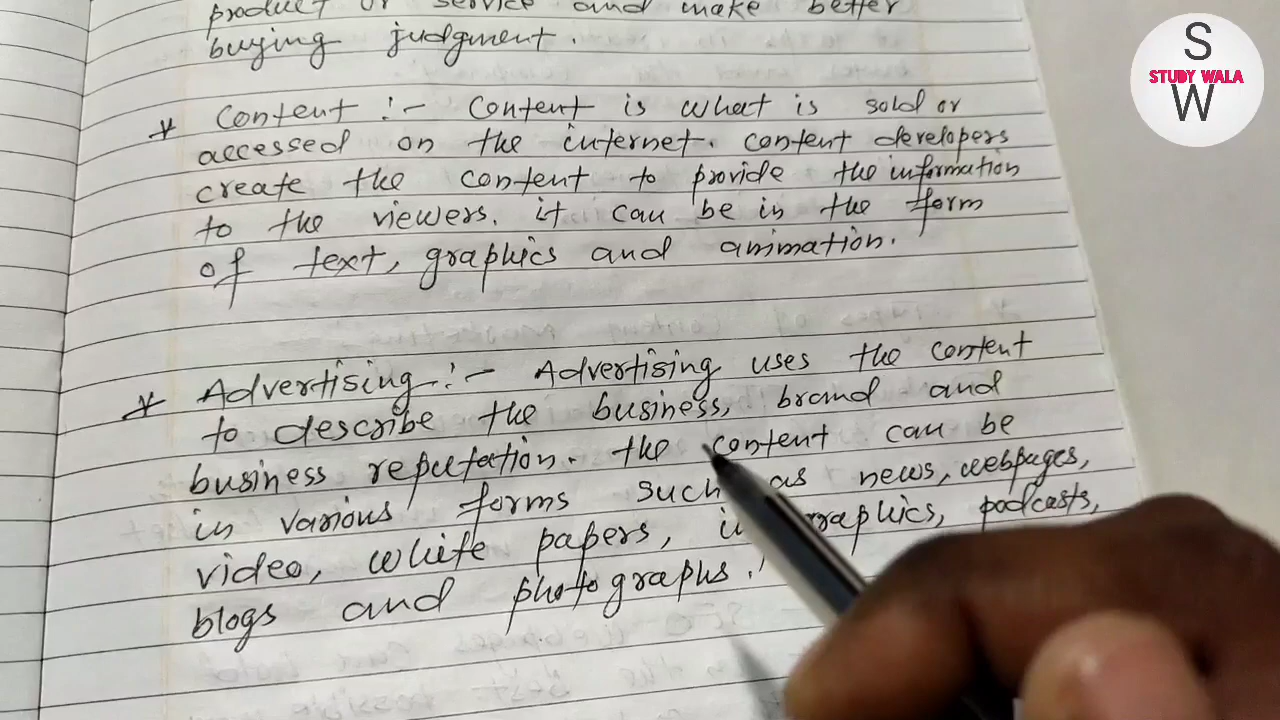 product or service and make better
buying judgment.
* Content :- Content is what is sold or
accessed on the internet. content developers
create the content to provide the information
to the viewers. it can be in the form
of text, graphics and animation.
* Advertising :- Advertising uses the content
to describe the business, brand and
business reputation. the content can be
in various forms such as news, webpages,
video, white papers, in raphics, podcasts,
blogs and photographs.
S
STUDY WALA
W